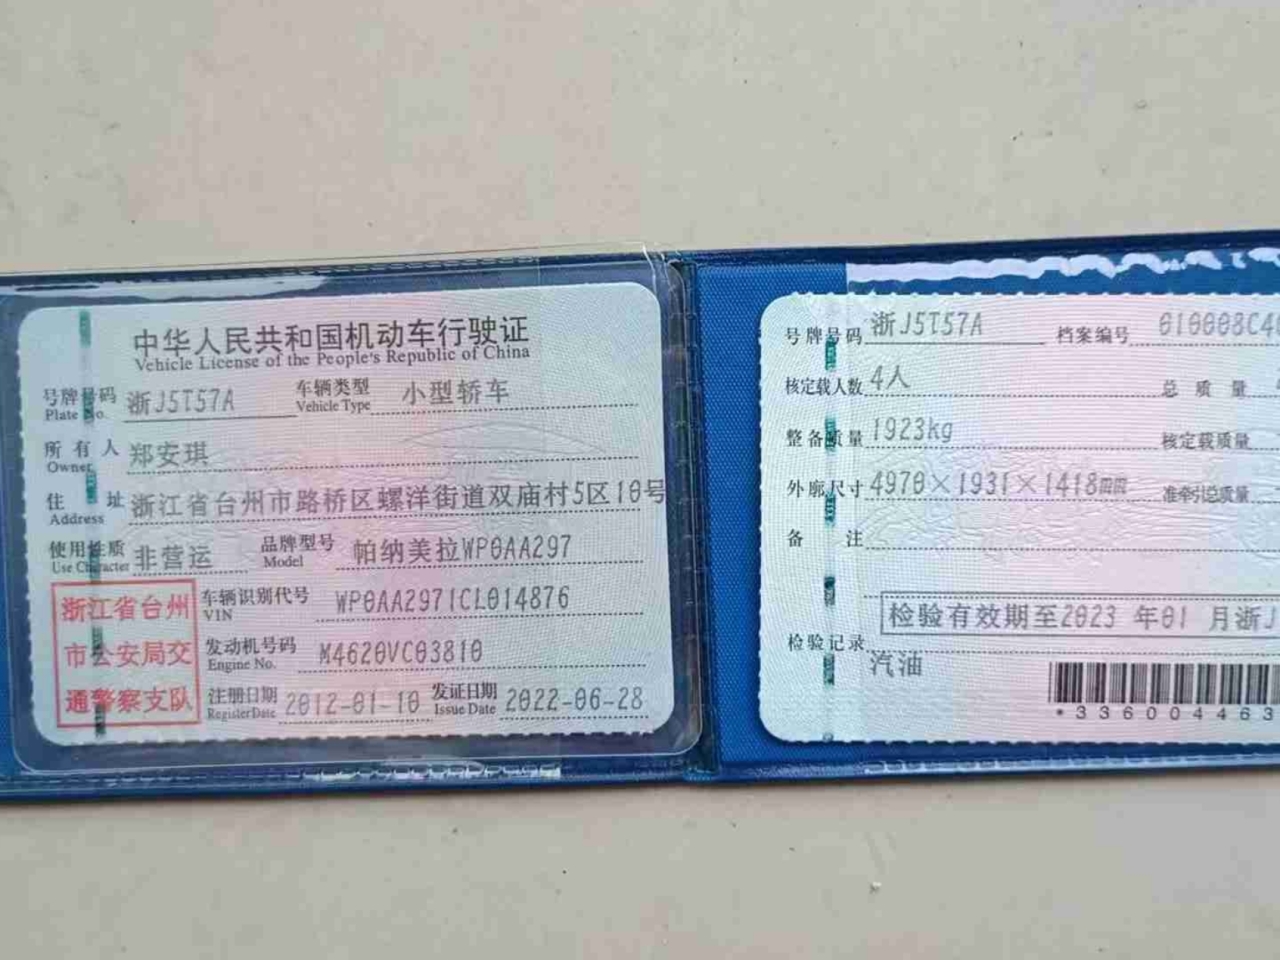 中华人民共和国机动车行驶证
Vehicle License of the People's Republic of China
号牌号码 浙J5T57A 车辆类型 小型轿车
Plate No. Vehicle Type
所有人 郑安琪
Owner
住址 浙江省台州市路桥区螺洋街道双庙村5区10号
Address
使用性质 非营运 品牌型号 帕纳美拉WP0AA297
Use Character Model
浙江省台州
市公安局交
通警察支队
车辆识别代号 WP0AA2971CL014876
VIN
发动机号码 M4620VC03810
Engine No.
注册日期 2012-01-10 发证日期 2022-06-28
Register Date Issue Date
号牌号码 浙J5T57A 档案编号 010008C4
核定载人数 4人 总质量
整备质量 1923kg 核定载质量
外廓尺寸 4970×1931×1418㎜ 准牵引总质量
备注
检验有效期至2023 年01 月浙J
检验记录
汽油
*336004463